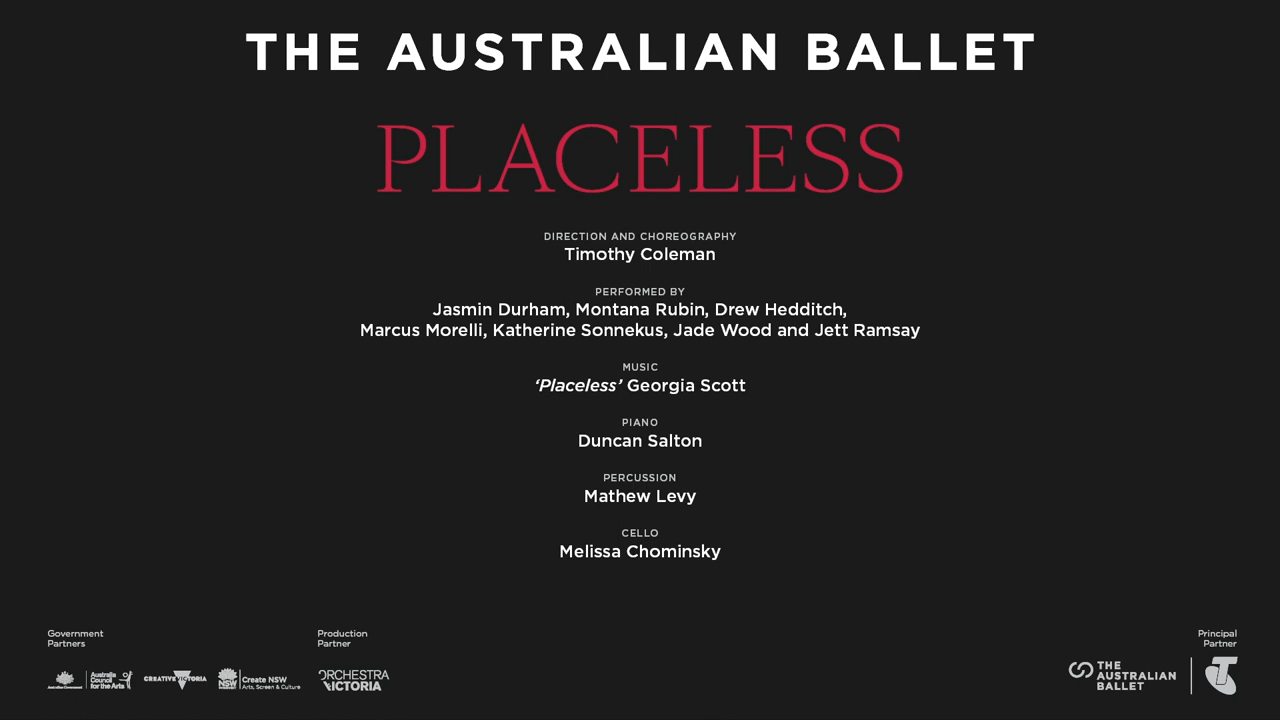 THE AUSTRALIAN BALLET
PLACELESS
DIRECTION AND CHOREOGRAPHY
Timothy Coleman
PERFORMED BY
Jasmin Durham, Montana Rubin, Drew Hedditch,
Marcus Morelli, Katherine Sonnekus, Jade Wood and Jett Ramsay
MUSIC
‘Placeless’ Georgia Scott
PIANO
Duncan Salton
PERCUSSION
Mathew Levy
CELLO
Melissa Chominsky
Government
Partners
Australian Government
Australia
Council
for the Arts
CREATIVE VICTORIA
NSW
Create NSW
Arts, Screen & Culture
Production
Partner
ORCHESTRA
VICTORIA
THE
AUSTRALIAN
BALLET
Principal
Partner
T